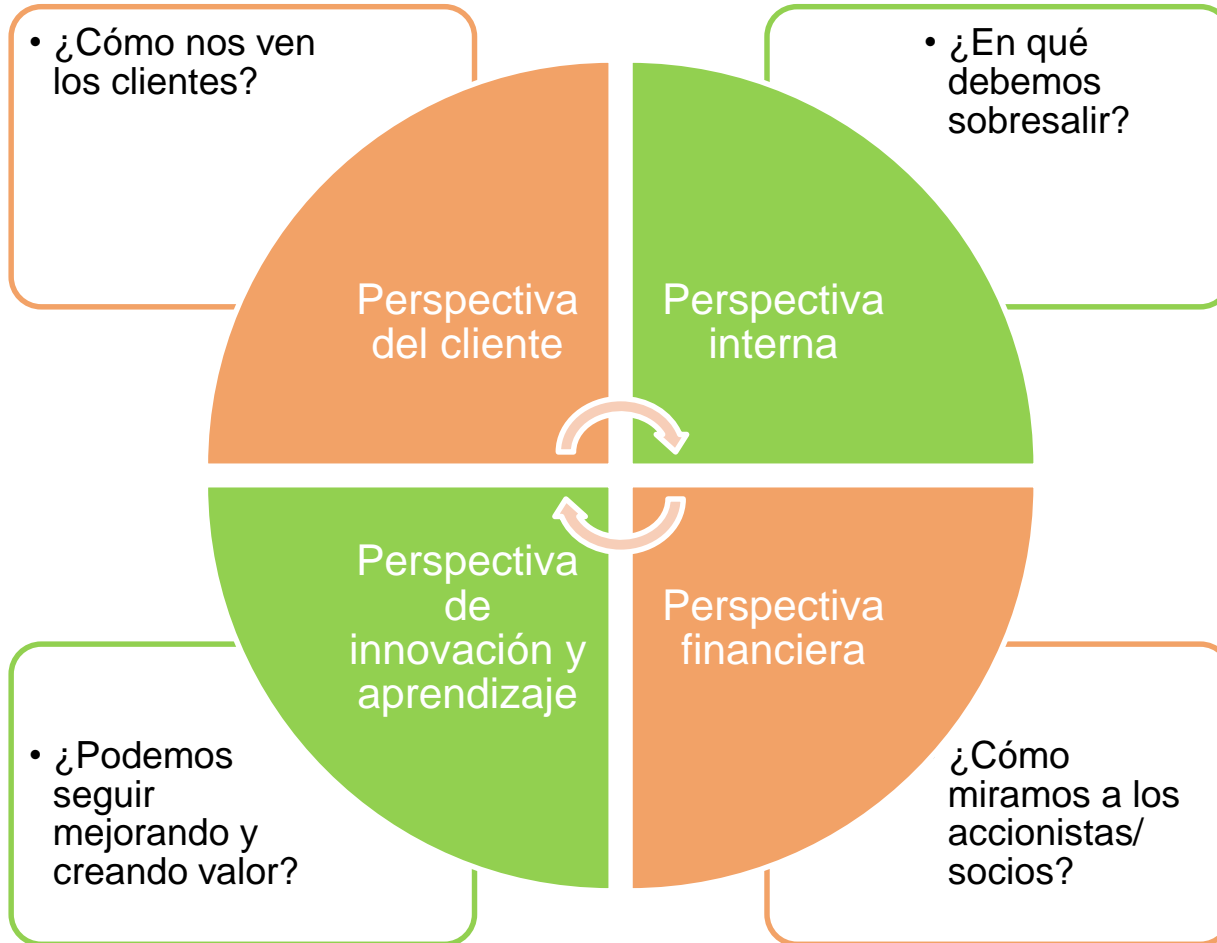 • ¿Cómo nos ven
los clientes?
• ¿En qué
debemos
sobresalir?
Perspectiva
del cliente
Perspectiva
interna
Perspectiva
de
innovación y
aprendizaje
Perspectiva
financiera
• ¿Podemos
seguir
mejorando y
creando valor?
¿Cómo
miramos a los
accionistas/
socios?